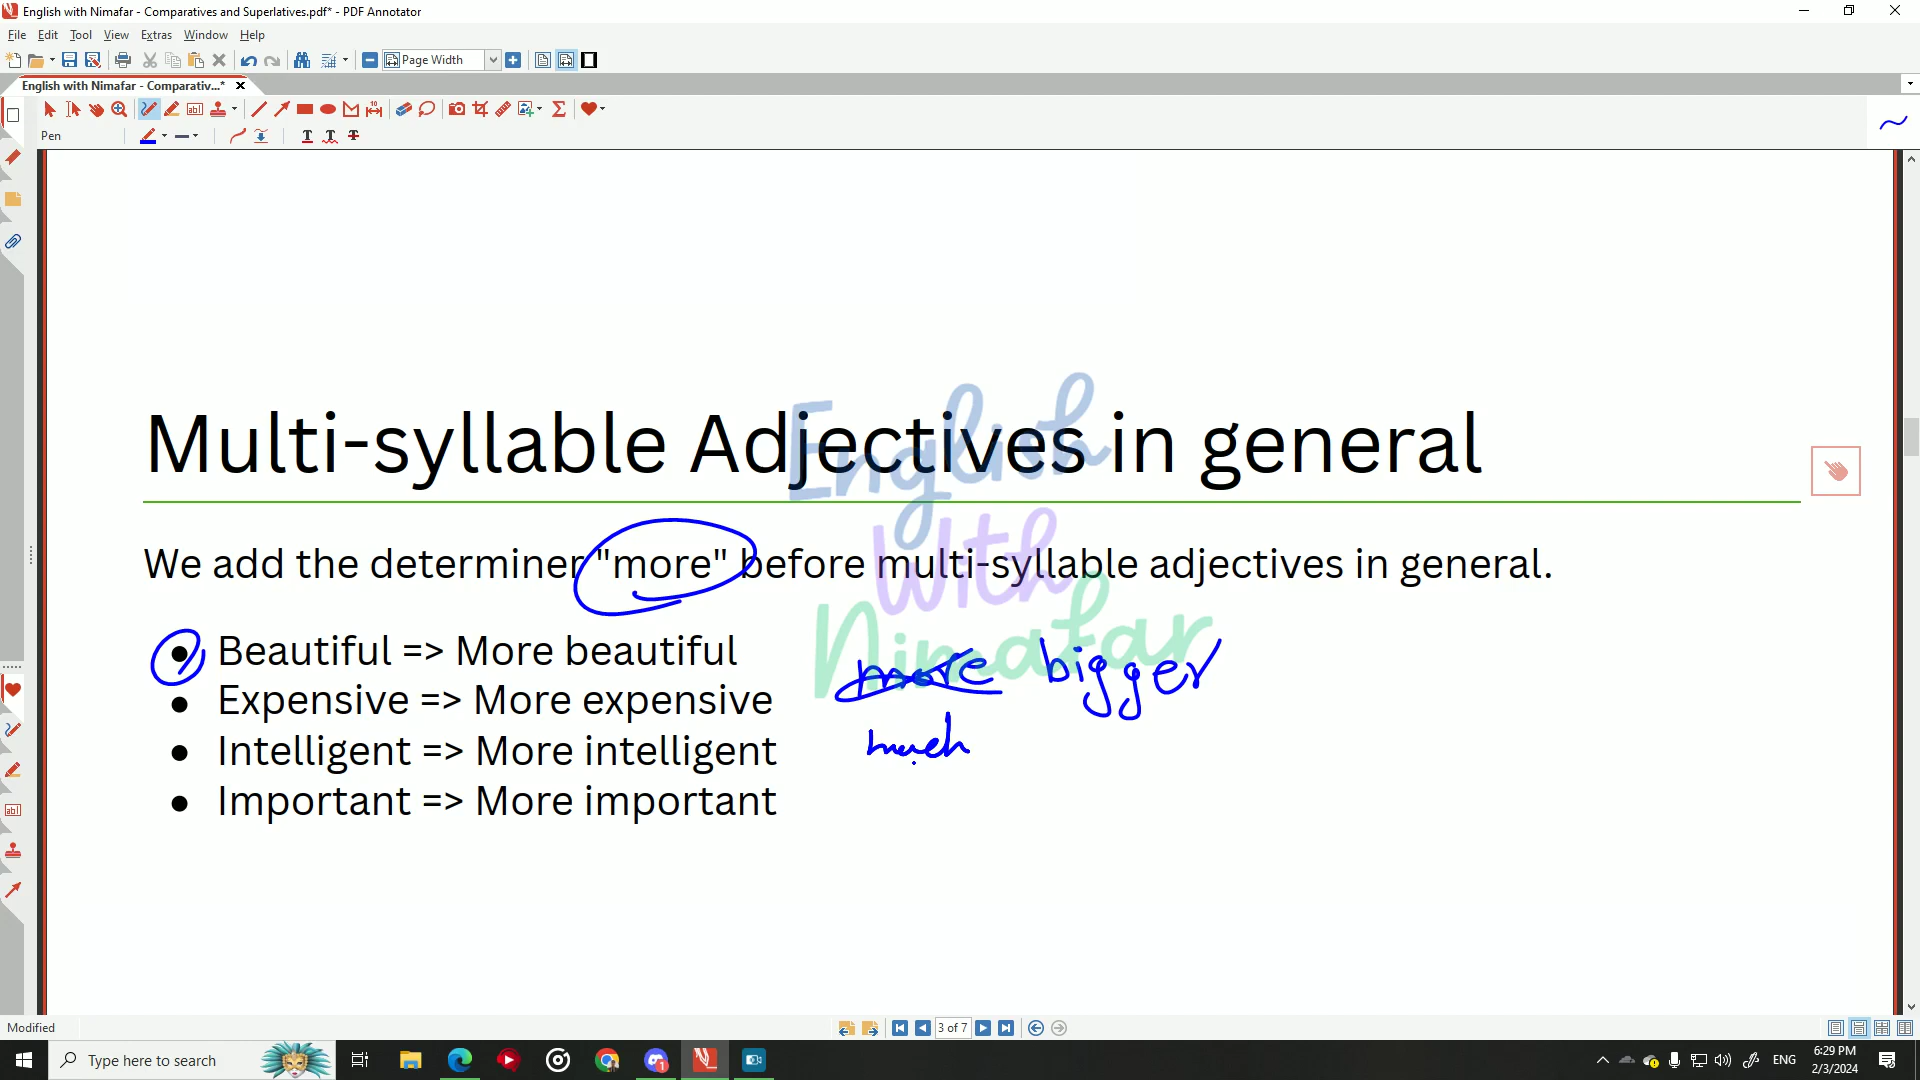 English with Nimafar - Comparatives and Superlatives.pdf* - PDF Annotator
File Edit Tool View Extras Window Help
Page Width
English with Nimafar - Comparativ...*
Pen
Multi-syllable Adjectives in general
We add the determiner "more" before multi-syllable adjectives in general.
Beautiful => More beautiful
Expensive => More expensive
Intelligent => More intelligent
Important => More important
more bigger
much
English
With
Nimafar
Modified
3 of 7
Type here to search
1
ENG
6:29 PM
2/3/2024